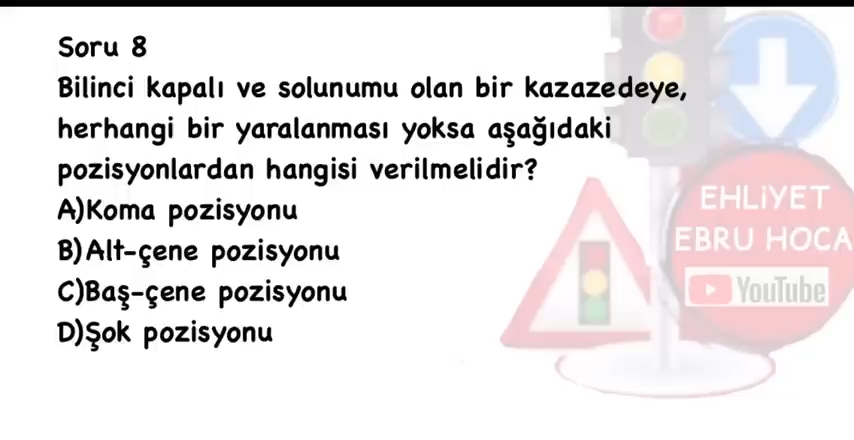 Soru 8
Bilinci kapalı ve solunumu olan bir kazazedeye,
herhangi bir yaralanması yoksa aşağıdaki
pozisyonlardan hangisi verilmelidir?
A)Koma pozisyonu
B)Alt-çene pozisyonu
C)Baş-çene pozisyonu
D)Şok pozisyonu
EHLİYET
EBRU HOCA
YouTube